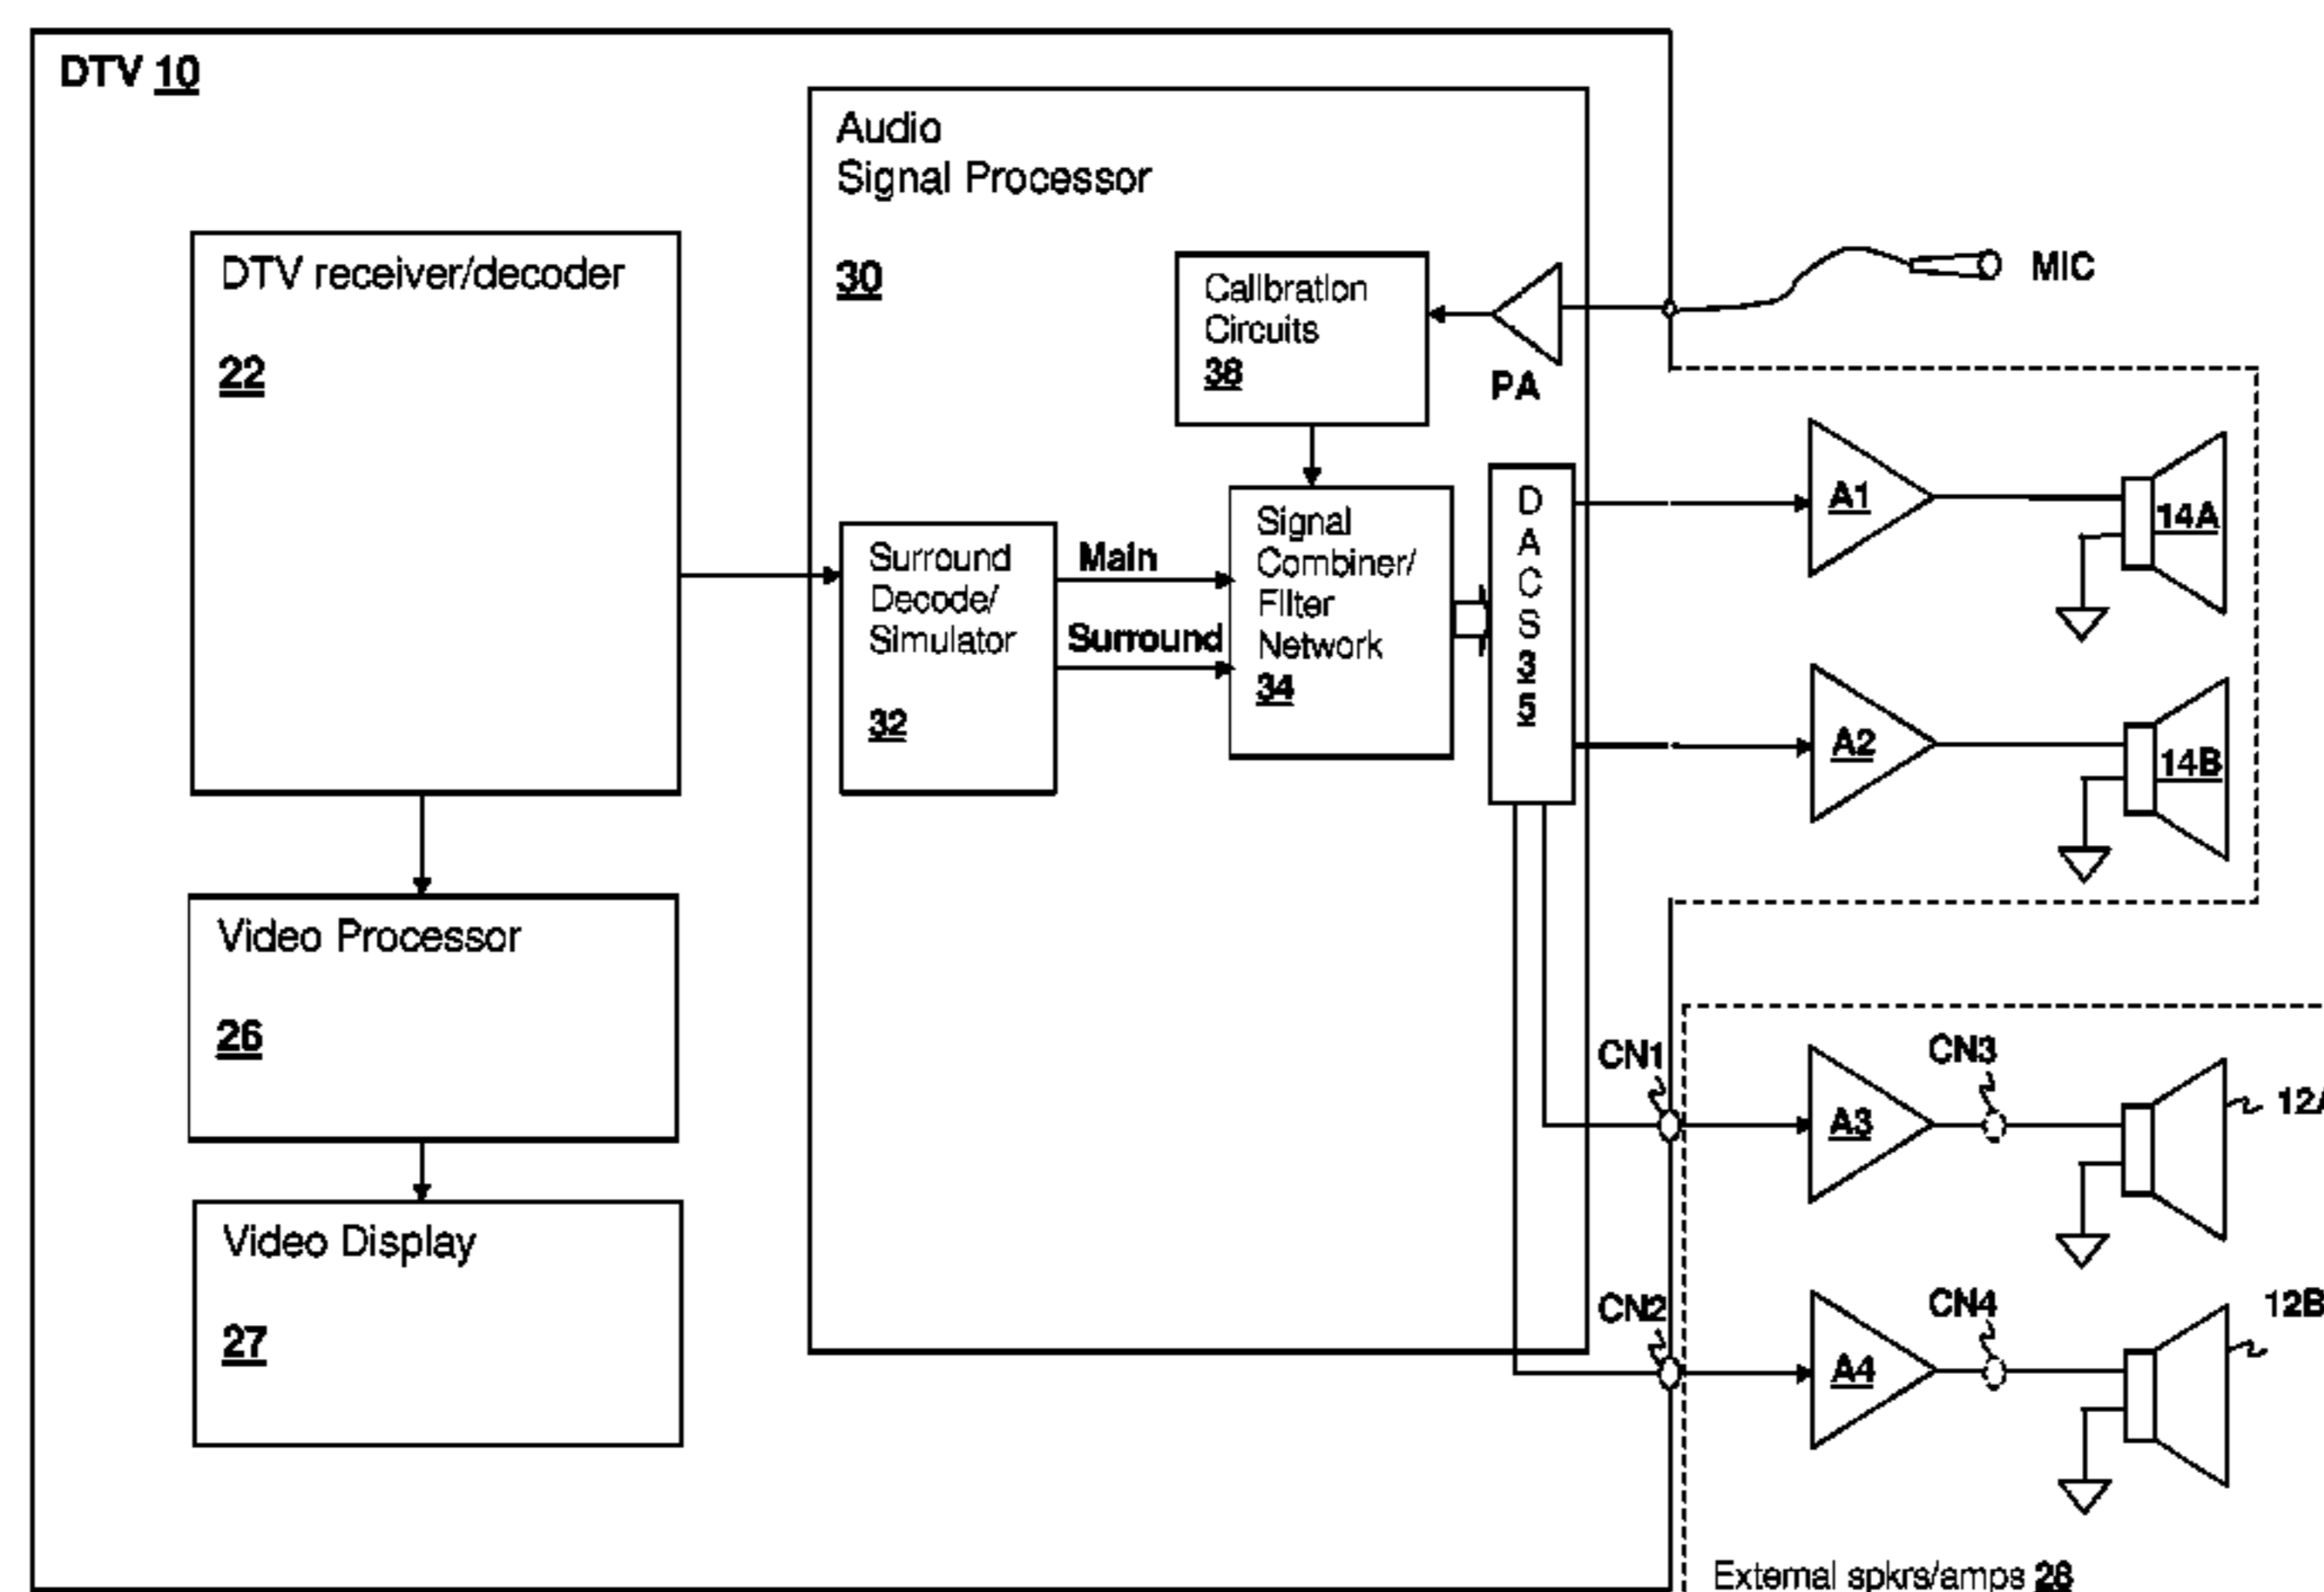 DTV 10
Audio
Signal Processor
30
DTV receiver/decoder
22
Calibration
Circuits
38
PA
MIC
Surround
Decode/
Simulator
32
Main
Surround
Signal
Combiner/
Filter
Network
34
D
A
C
S
35
A1
14A
A2
14B
Video Processor
26
Video Display
27
CN1
A3
CN3
12A
CN2
A4
CN4
12B
External spkrs/amps 28